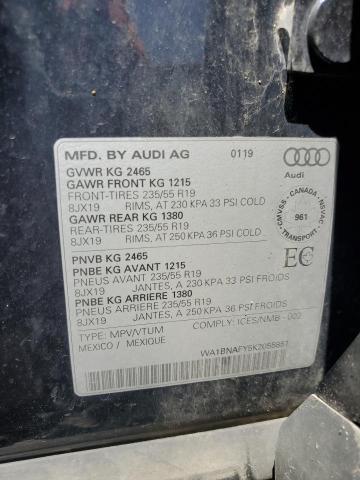 MFD. BY AUDI AG 0119
GVWR KG 2465
GAWR FRONT KG 1215
FRONT-TIRES 235/55 R19
8JX19 RIMS, AT 230 KPA 33 PSI COLD
GAWR REAR KG 1380
REAR-TIRES 235/55 R19
8JX19 RIMS, AT 250 KPA 36 PSI COLD
PNVB KG 2465
PNBE KG AVANT 1215
PNEUS AVANT 235/55 R19
8JX19 JANTES, A 230 KPA 33 PSI FROIDS
PNBE KG ARRIERE 1380
PNEUS ARRIERE 235/55 R19
8JX19 JANTES, A 250 KPA 36 PSI FROIDS
TYPE: MPV/VTUM COMPLY: ICES/NMB - 002
MEXICO / MEXIQUE
Audi
CANADA
CMVSS
NSVAC
961
EC